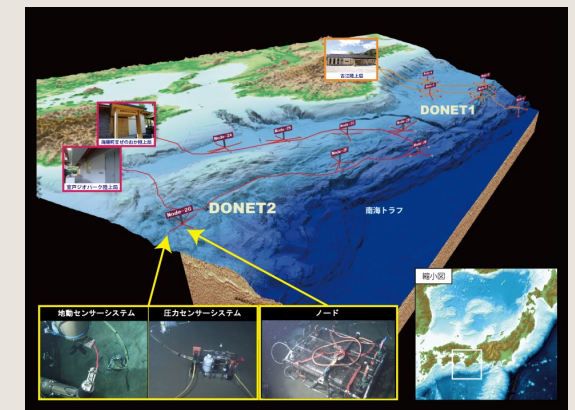 古江陸上局
DONET1
海陽町まぜのおか陸上局
室戸ジオパーク陸上局
Node-2G
DONET2
南海トラフ
縮小図
地動センサーシステム
圧力センサーシステム
ノード